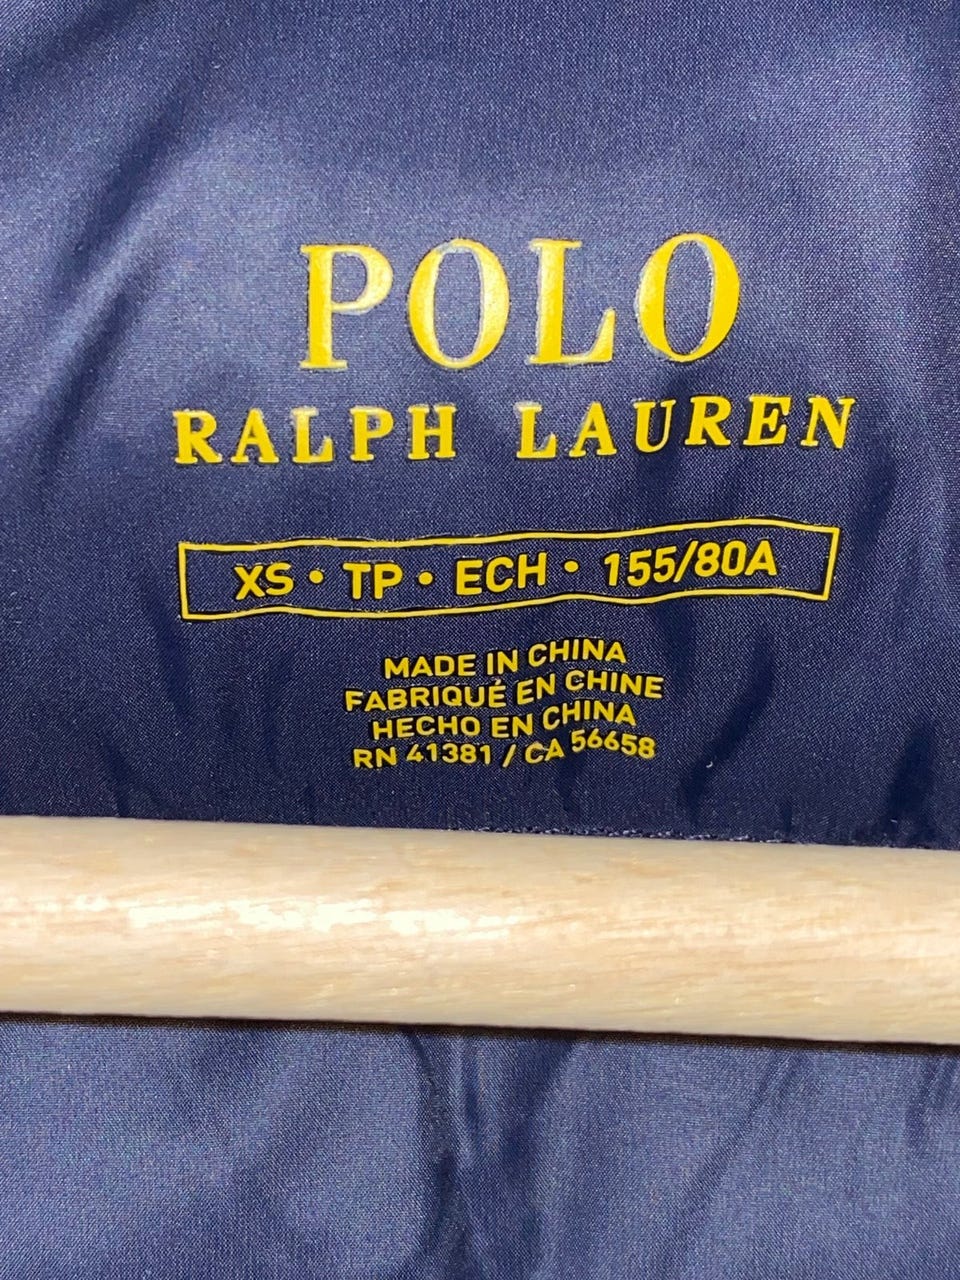 POLO
RALPH LAUREN
XS • TP • ECH • 155/80A
MADE IN CHINA
FABRIQUÉ EN CHINE
HECHO EN CHINA
RN 41381 / CA 56658